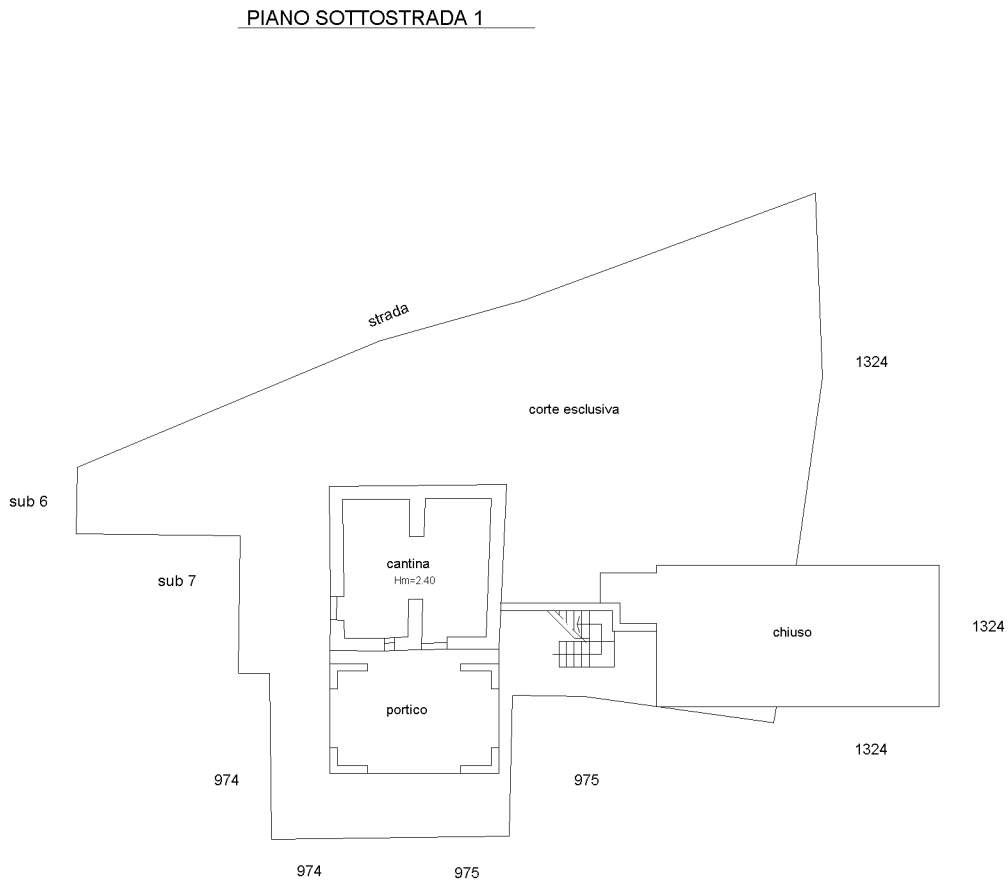 PIANO SOTTOSTRADA 1
strada
1324
corte esclusiva
sub 6
cantina
Hm=2.40
sub 7
chiuso
1324
portico
1324
974
975
974
975